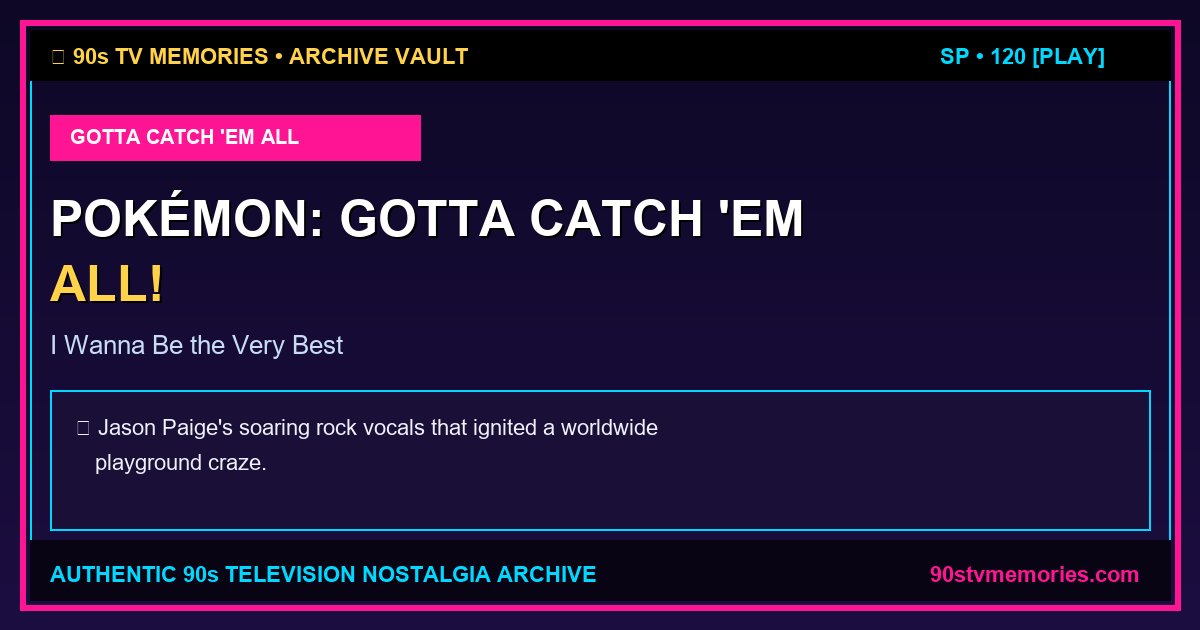 90s TV MEMORIES • ARCHIVE VAULT
SP • 120 [PLAY]
GOTTA CATCH 'EM ALL
POKÉMON: GOTTA CATCH 'EM
ALL!
I Wanna Be the Very Best
Jason Paige's soaring rock vocals that ignited a worldwide
playground craze.
AUTHENTIC 90s TELEVISION NOSTALGIA ARCHIVE
90stvmemories.com